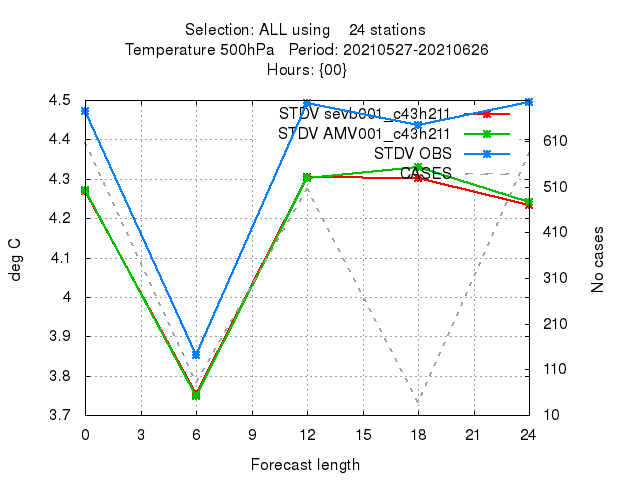 Selection: ALL using    24 stations
Temperature 500hPa   Period: 20210527-20210626
Hours: {00}
4.5
4.4
4.3
4.2
4.1
4
3.9
3.8
3.7
deg C
STDV sevb001_c43h211
STDV AMV001_c43h211
STDV OBS
CASES
610
510
410
310
210
110
10
No cases
0 3 6 9 12 15 18 21 24
Forecast length